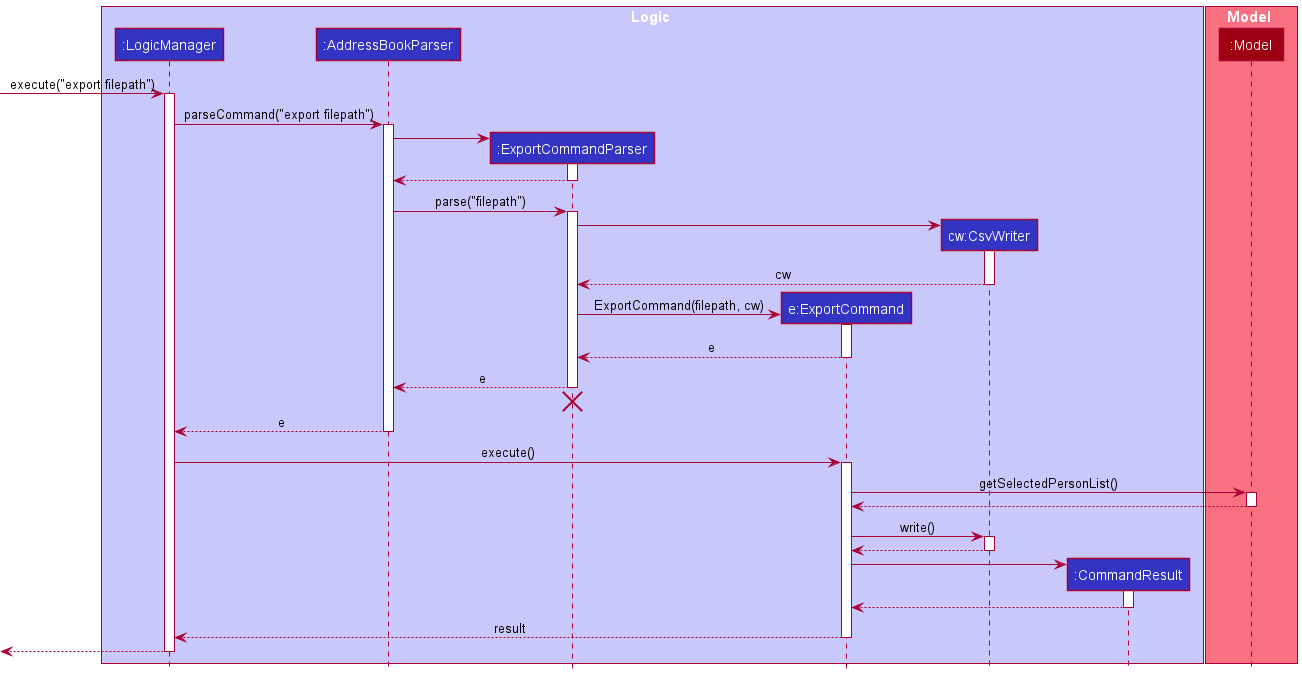 Logic
Model
:LogicManager
:AddressBookParser
:Model
execute("export filepath")
parseCommand("export filepath")
:ExportCommandParser
parse("filepath")
cw:CsvWriter
cw
ExportCommand(filepath, cw)
e:ExportCommand
e
e
e
execute()
getSelectedPersonList()
write()
:CommandResult
result